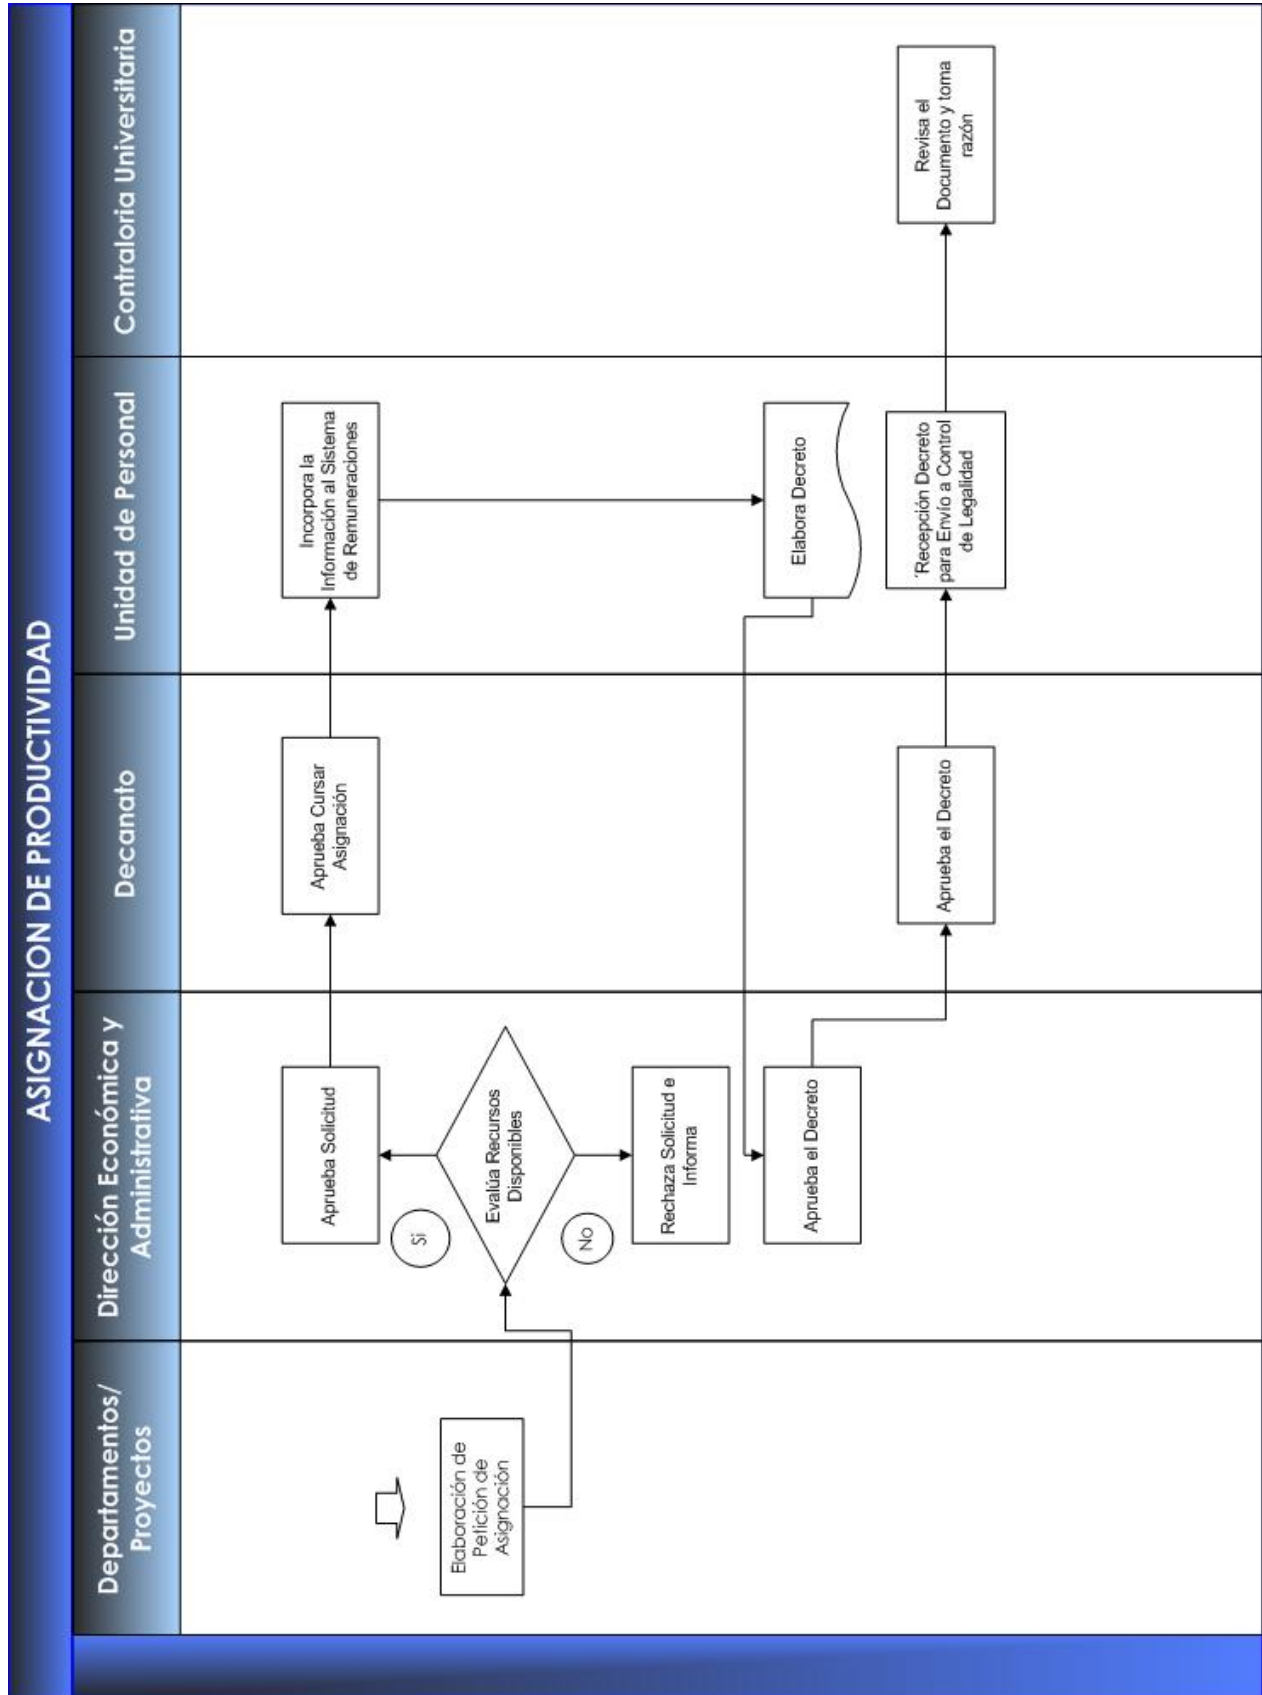 ASIGNACION DE PRODUCTIVIDAD
Departamentos/
Proyectos
Dirección Económica y
Administrativa
Decanato
Unidad de Personal
Contraloria Universitaria
Elaboración de
Petición de
Asignación
Aprueba Solicitud
Si
Evalúa Recursos
Disponibles
No
Rechaza Solicitud e
Informa
Aprueba el Decreto
Aprueba Cursar
Asignación
Aprueba el Decreto
Incorpora la
Información al Sistema
de Remuneraciones
Elabora Decreto
´Recepción Decreto
para Envío a Control
de Legalidad
Revisa el
Documento y toma
razón